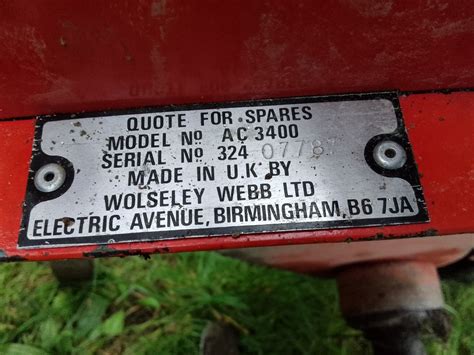 QUOTE FOR SPARES
MODEL No AC 3400
SERIAL No 324 07787
MADE IN U.K BY
WOLSELEY WEBB LTD
ELECTRIC AVENUE, BIRMINGHAM, B6 7JA